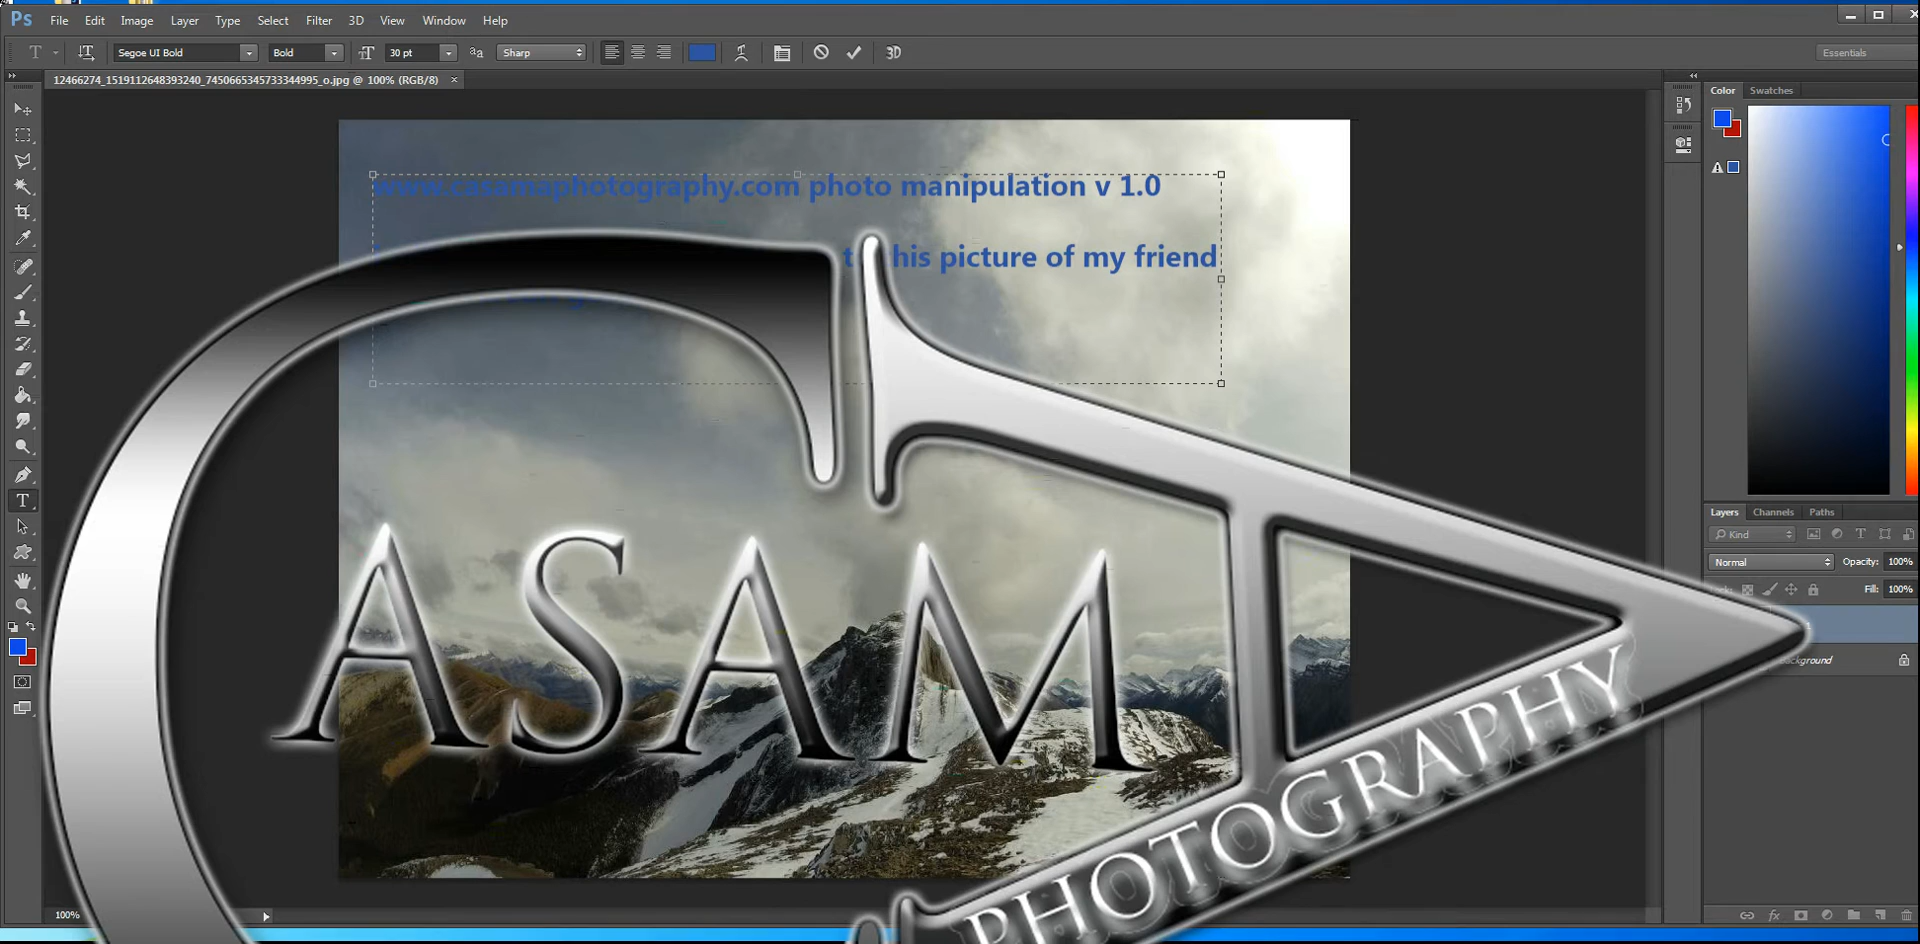 Ps File Edit Image Layer Type Select Filter 3D View Window Help
T Segoe UI Bold Bold 30 pt Sharp 3D Essentials
12466274_1519112648393240_7450665345733344995_o.jpg @ 100% (RGB/8) ×
Color Swatches
www.casamaphotography.com photo manipulation v 1.0
his picture of my friend
Layers Channels Paths
Kind
Normal Opacity: 100%
Fill: 100%
CASAMA
PHOTOGRAPHY
100%